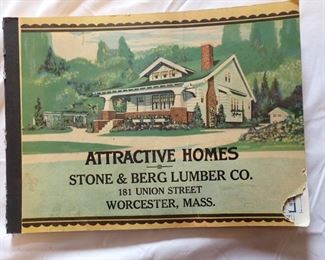 ATTRACTIVE HOMES
STONE & BERG LUMBER CO.
181 UNION STREET
WORCESTER, MASS.